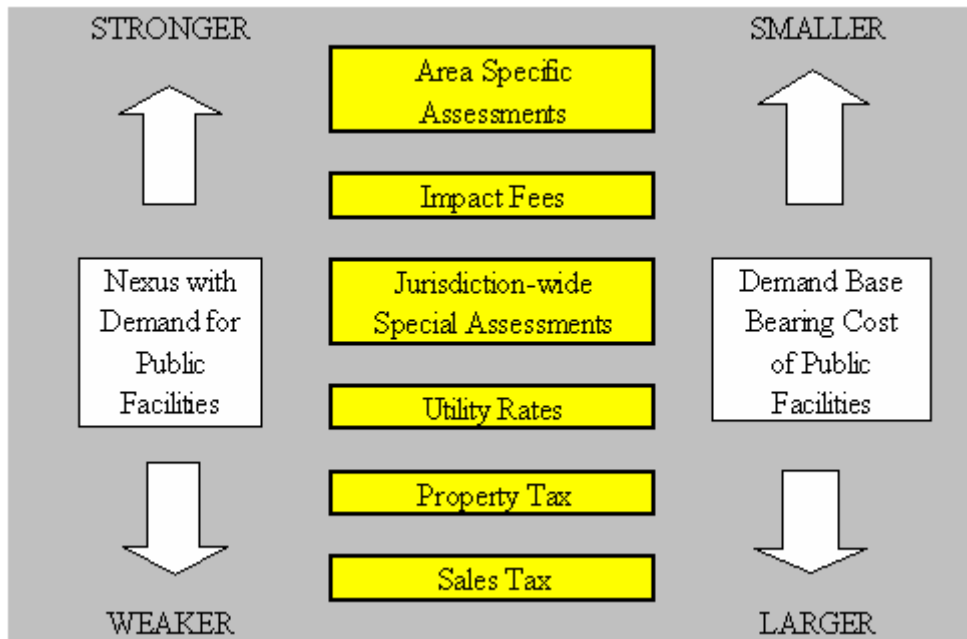 STRONGER
SMALLER
Area Specific
Assessments
Impact Fees
Nexus with
Demand for
Public
Facilities
Jurisdiction-wide
Special Assessments
Demand Base
Bearing Cost
of Public
Facilities
Utility Rates
Property Tax
Sales Tax
WEAKER
LARGER